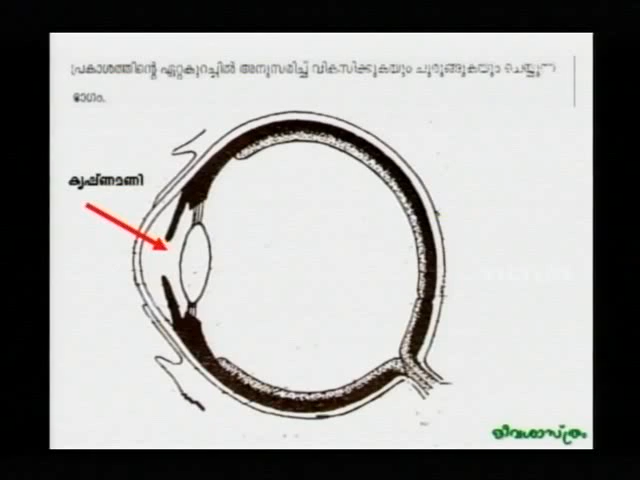 പ്രകാശത്തിന്റെ ഏറ്റകുറച്ചിൽ അനുസരിച്ച് വികസിക്കുകയും ചുരുങ്ങുകയും ചെയ്യുന്ന
ഭാഗം.
കൃഷ്ണമണി
ജീവശാസ്ത്രം